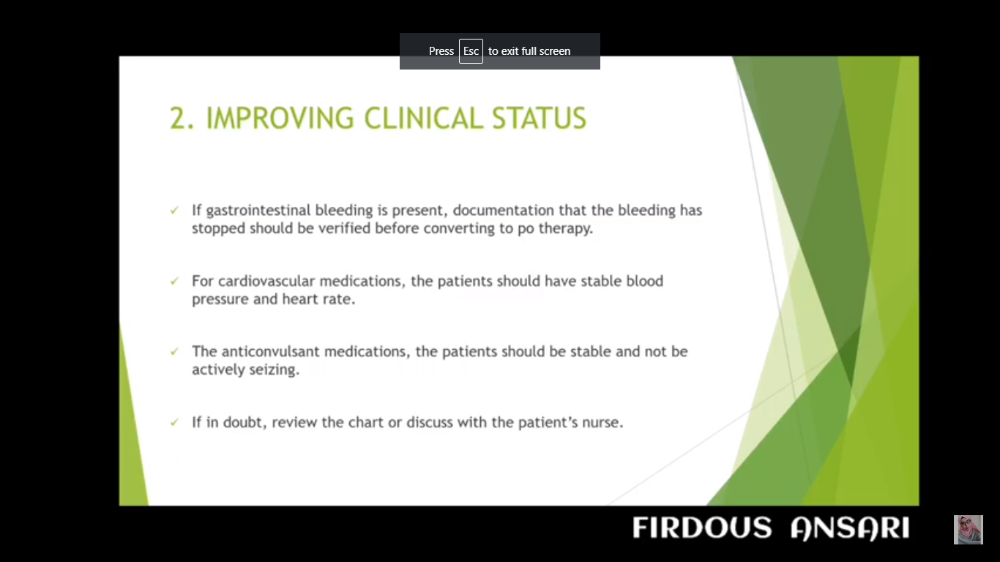 Press Esc to exit full screen
2. IMPROVING CLINICAL STATUS
✓ If gastrointestinal bleeding is present, documentation that the bleeding has
stopped should be verified before converting to po therapy.
✓ For cardiovascular medications, the patients should have stable blood
pressure and heart rate.
✓ The anticonvulsant medications, the patients should be stable and not be
actively seizing.
✓ If in doubt, review the chart or discuss with the patient’s nurse.
FIRDOUS ANSARI